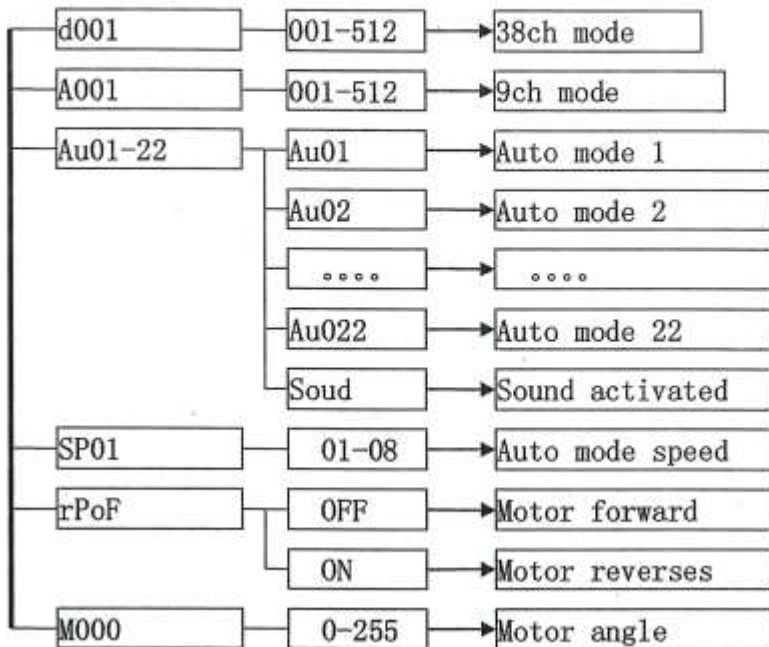 d001 001-512 38ch mode
A001 001-512 9ch mode
Au01-22 Au01 Auto mode 1
Au02 Auto mode 2
。。。。 。。。。
Au022 Auto mode 22
Soud Sound activated
SP01 01-08 Auto mode speed
rPoF OFF Motor forward
ON Motor reverses
M000 0-255 Motor angle